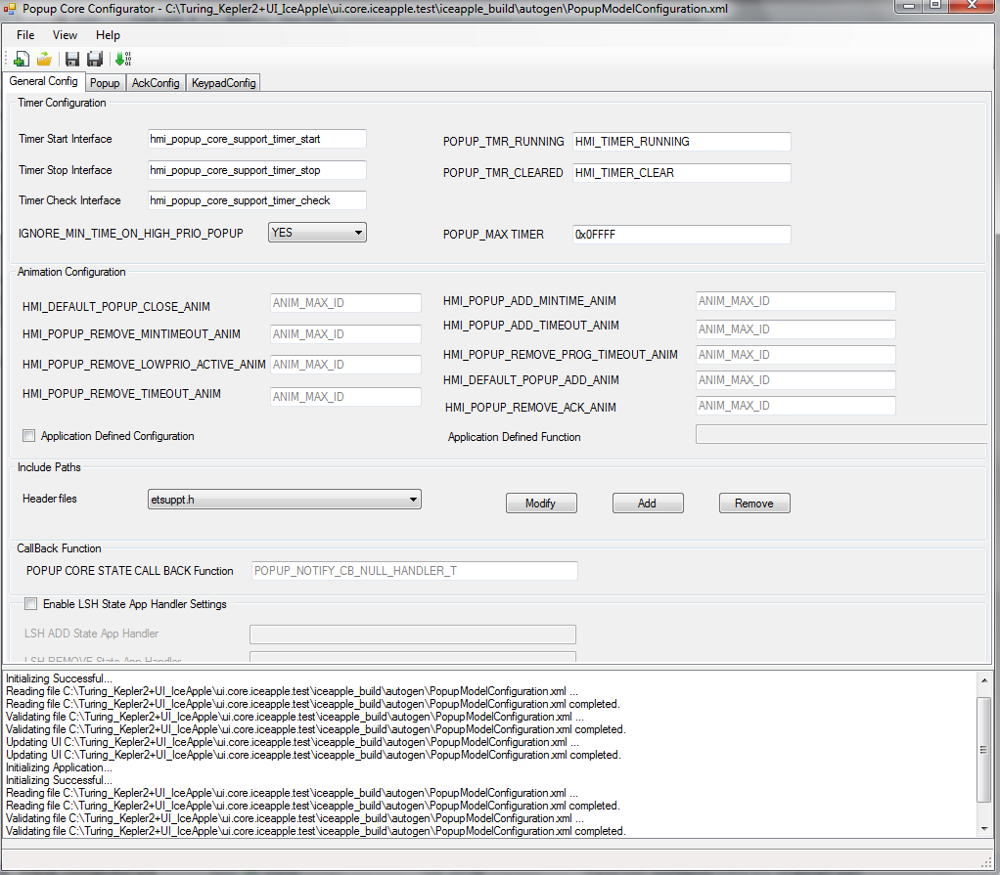 Popup Core Configurator - C:\Turing_Kepler2+UI_IceApple\ui.core.iceapple.test\iceapple_build\autogen\PopupModelConfiguration.xml
File View Help
General Config Popup AckConfig KeypadConfig
Timer Configuration
Timer Start Interface hmi_popup_core_support_timer_start POPUP_TMR_RUNNING HMI_TIMER_RUNNING
Timer Stop Interface hmi_popup_core_support_timer_stop POPUP_TMR_CLEARED HMI_TIMER_CLEAR
Timer Check Interface hmi_popup_core_support_timer_check
IGNORE_MIN_TIME_ON_HIGH_PRIO_POPUP YES POPUP_MAX TIMER 0x0FFFF
Animation Configuration
HMI_DEFAULT_POPUP_CLOSE_ANIM ANIM_MAX_ID HMI_POPUP_ADD_MINTIME_ANIM ANIM_MAX_ID
HMI_POPUP_REMOVE_MINTIMEOUT_ANIM ANIM_MAX_ID HMI_POPUP_ADD_TIMEOUT_ANIM ANIM_MAX_ID
HMI_POPUP_REMOVE_LOWPRIO_ACTIVE_ANIM ANIM_MAX_ID HMI_POPUP_REMOVE_PROG_TIMEOUT_ANIM ANIM_MAX_ID
HMI_POPUP_REMOVE_TIMEOUT_ANIM ANIM_MAX_ID HMI_DEFAULT_POPUP_ADD_ANIM ANIM_MAX_ID
HMI_POPUP_REMOVE_ACK_ANIM ANIM_MAX_ID
Application Defined Configuration Application Defined Function
Include Paths
Header files etsuppt.h Modify Add Remove
CallBack Function
POPUP CORE STATE CALL BACK Function POPUP_NOTIFY_CB_NULL_HANDLER_T
Enable LSH State App Handler Settings
LSH ADD State App Handler
LSH REMOVE State App Handler
Initializing Successful...
Reading file C:\Turing_Kepler2+UI_IceApple\ui.core.iceapple.test\iceapple_build\autogen\PopupModelConfiguration.xml ...
Reading file C:\Turing_Kepler2+UI_IceApple\ui.core.iceapple.test\iceapple_build\autogen\PopupModelConfiguration.xml completed.
Validating file C:\Turing_Kepler2+UI_IceApple\ui.core.iceapple.test\iceapple_build\autogen\PopupModelConfiguration.xml ...
Validating file C:\Turing_Kepler2+UI_IceApple\ui.core.iceapple.test\iceapple_build\autogen\PopupModelConfiguration.xml completed.
Updating UI C:\Turing_Kepler2+UI_IceApple\ui.core.iceapple.test\iceapple_build\autogen\PopupModelConfiguration.xml ...
Updating UI C:\Turing_Kepler2+UI_IceApple\ui.core.iceapple.test\iceapple_build\autogen\PopupModelConfiguration.xml completed.
Initializing Application...
Initializing Successful...
Reading file C:\Turing_Kepler2+UI_IceApple\ui.core.iceapple.test\iceapple_build\autogen\PopupModelConfiguration.xml ...
Reading file C:\Turing_Kepler2+UI_IceApple\ui.core.iceapple.test\iceapple_build\autogen\PopupModelConfiguration.xml completed.
Validating file C:\Turing_Kepler2+UI_IceApple\ui.core.iceapple.test\iceapple_build\autogen\PopupModelConfiguration.xml ...
Validating file C:\Turing_Kepler2+UI_IceApple\ui.core.iceapple.test\iceapple_build\autogen\PopupModelConfiguration.xml completed.